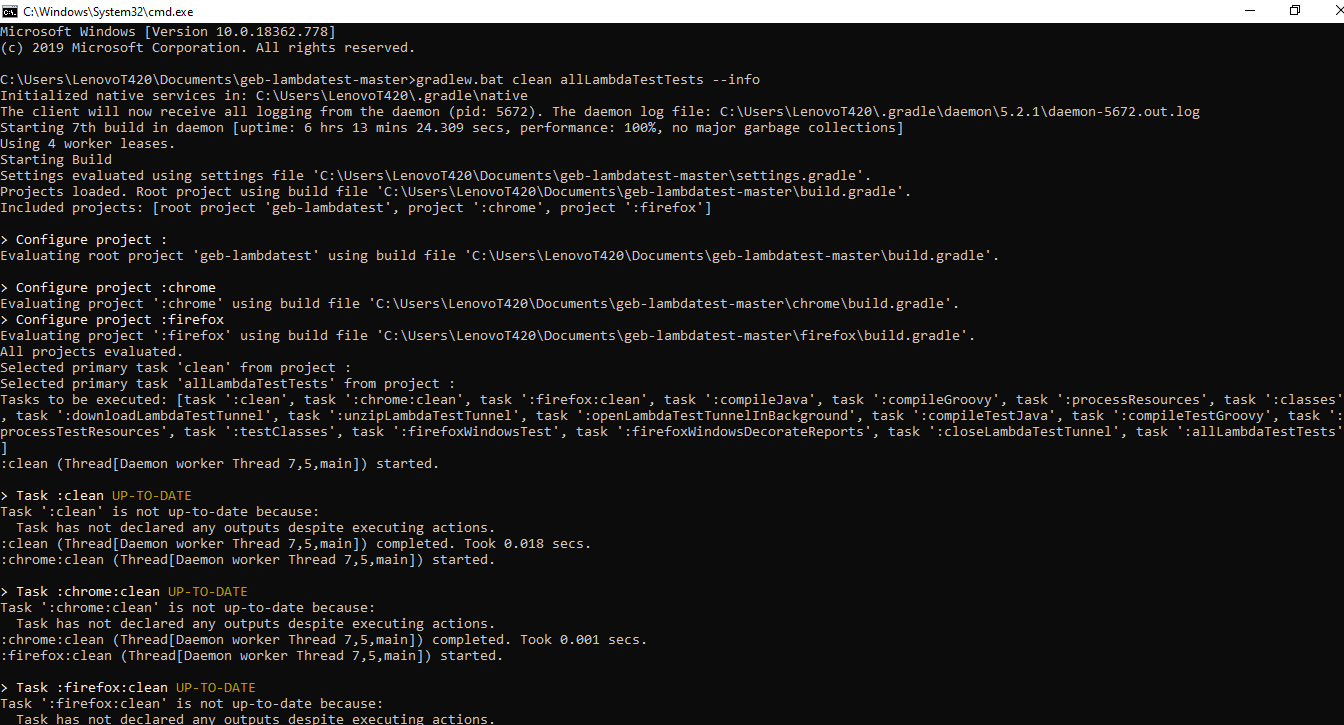 C:\Windows\System32\cmd.exe
Microsoft Windows [Version 10.0.18362.778]
(c) 2019 Microsoft Corporation. All rights reserved.
C:\Users\LenovoT420\Documents\geb-lambdatest-master>gradlew.bat clean allLambdaTestTests --info
Initialized native services in: C:\Users\LenovoT420\.gradle\native
The client will now receive all logging from the daemon (pid: 5672). The daemon log file: C:\Users\LenovoT420\.gradle\daemon\5.2.1\daemon-5672.out.log
Starting 7th build in daemon [uptime: 6 hrs 13 mins 24.309 secs, performance: 100%, no major garbage collections]
Using 4 worker leases.
Starting Build
Settings evaluated using settings file 'C:\Users\LenovoT420\Documents\geb-lambdatest-master\settings.gradle'.
Projects loaded. Root project using build file 'C:\Users\LenovoT420\Documents\geb-lambdatest-master\build.gradle'.
Included projects: [root project 'geb-lambdatest', project ':chrome', project ':firefox']
> Configure project :
Evaluating root project 'geb-lambdatest' using build file 'C:\Users\LenovoT420\Documents\geb-lambdatest-master\build.gradle'.
> Configure project :chrome
Evaluating project ':chrome' using build file 'C:\Users\LenovoT420\Documents\geb-lambdatest-master\chrome\build.gradle'.
> Configure project :firefox
Evaluating project ':firefox' using build file 'C:\Users\LenovoT420\Documents\geb-lambdatest-master\firefox\build.gradle'.
All projects evaluated.
Selected primary task 'clean' from project :
Selected primary task 'allLambdaTestTests' from project :
Tasks to be executed: [task ':clean', task ':chrome:clean', task ':firefox:clean', task ':compileJava', task ':compileGroovy', task ':processResources', task ':classes'
, task ':downloadLambdaTestTunnel', task ':unzipLambdaTestTunnel', task ':openLambdaTestTunnelInBackground', task ':compileTestJava', task ':compileTestGroovy', task ':
processTestResources', task ':testClasses', task ':firefoxWindowsTest', task ':firefoxWindowsDecorateReports', task ':closeLambdaTestTunnel', task ':allLambdaTestTests'
]
:clean (Thread[Daemon worker Thread 7,5,main]) started.
> Task :clean UP-TO-DATE
Task ':clean' is not up-to-date because:
  Task has not declared any outputs despite executing actions.
:clean (Thread[Daemon worker Thread 7,5,main]) completed. Took 0.018 secs.
:chrome:clean (Thread[Daemon worker Thread 7,5,main]) started.
> Task :chrome:clean UP-TO-DATE
Task ':chrome:clean' is not up-to-date because:
  Task has not declared any outputs despite executing actions.
:chrome:clean (Thread[Daemon worker Thread 7,5,main]) completed. Took 0.001 secs.
:firefox:clean (Thread[Daemon worker Thread 7,5,main]) started.
> Task :firefox:clean UP-TO-DATE
Task ':firefox:clean' is not up-to-date because:
  Task has not declared any outputs despite executing actions.